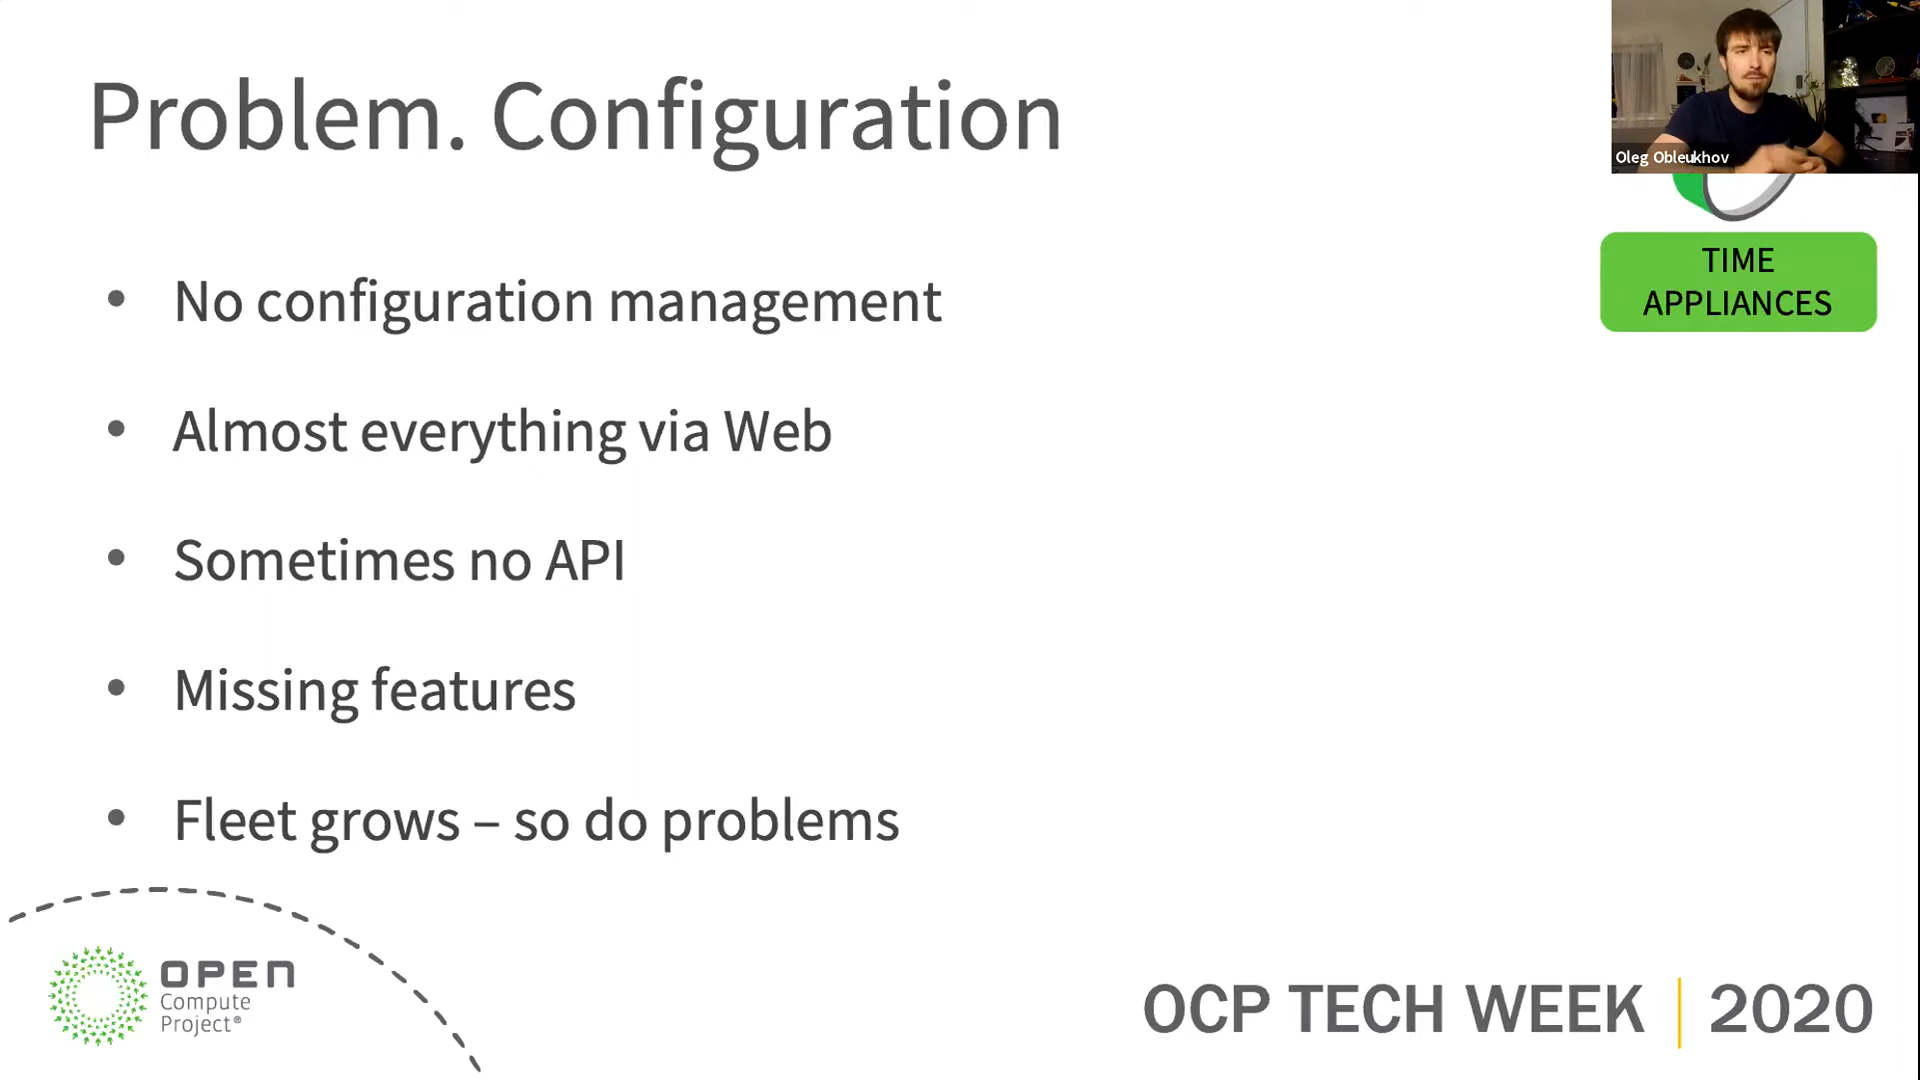 Problem. Configuration
Oleg Obleukhov
TIME
APPLIANCES
• No configuration management
• Almost everything via Web
• Sometimes no API
• Missing features
• Fleet grows – so do problems
OPEN
Compute
Project®
OCP TECH WEEK | 2020